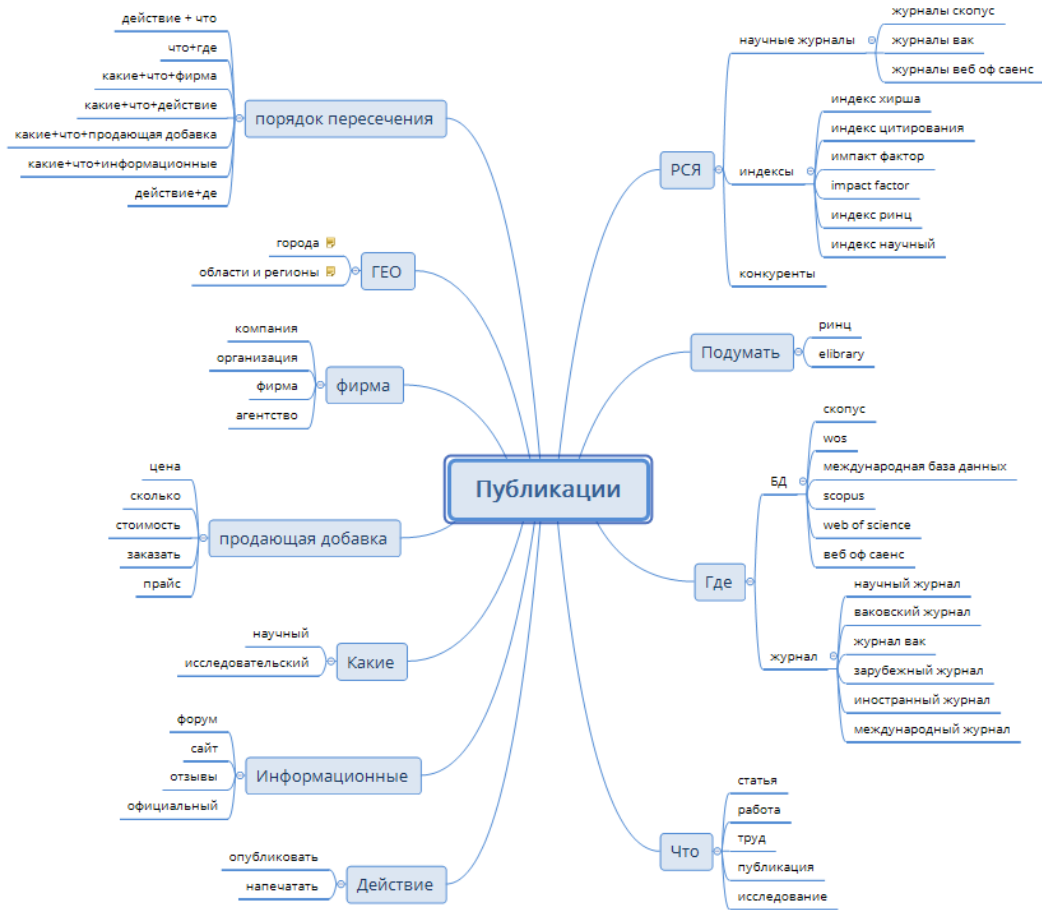 Публикации
порядок пересечения
действие + что
что+где
какие+что+фирма
какие+что+действие
какие+что+продающая добавка
какие+что+информационные
действие+де
ГЕО
города
области и регионы
фирма
компания
организация
фирма
агентство
продающая добавка
цена
сколько
стоимость
заказать
прайс
Какие
научный
исследовательский
Информационные
форум
сайт
отзывы
официальный
Действие
опубликовать
напечатать
РСЯ
научные журналы
журналы скопус
журналы вак
журналы веб оф саенс
индексы
индекс хирша
индекс цитирования
импакт фактор
impact factor
индекс ринц
индекс научный
конкуренты
Подумать
ринц
elibrary
Где
БД
скопус
wos
международная база данных
scopus
web of science
веб оф саенс
журнал
научный журнал
ваковский журнал
журнал вак
зарубежный журнал
иностранный журнал
международный журнал
Что
статья
работа
труд
публикация
исследование